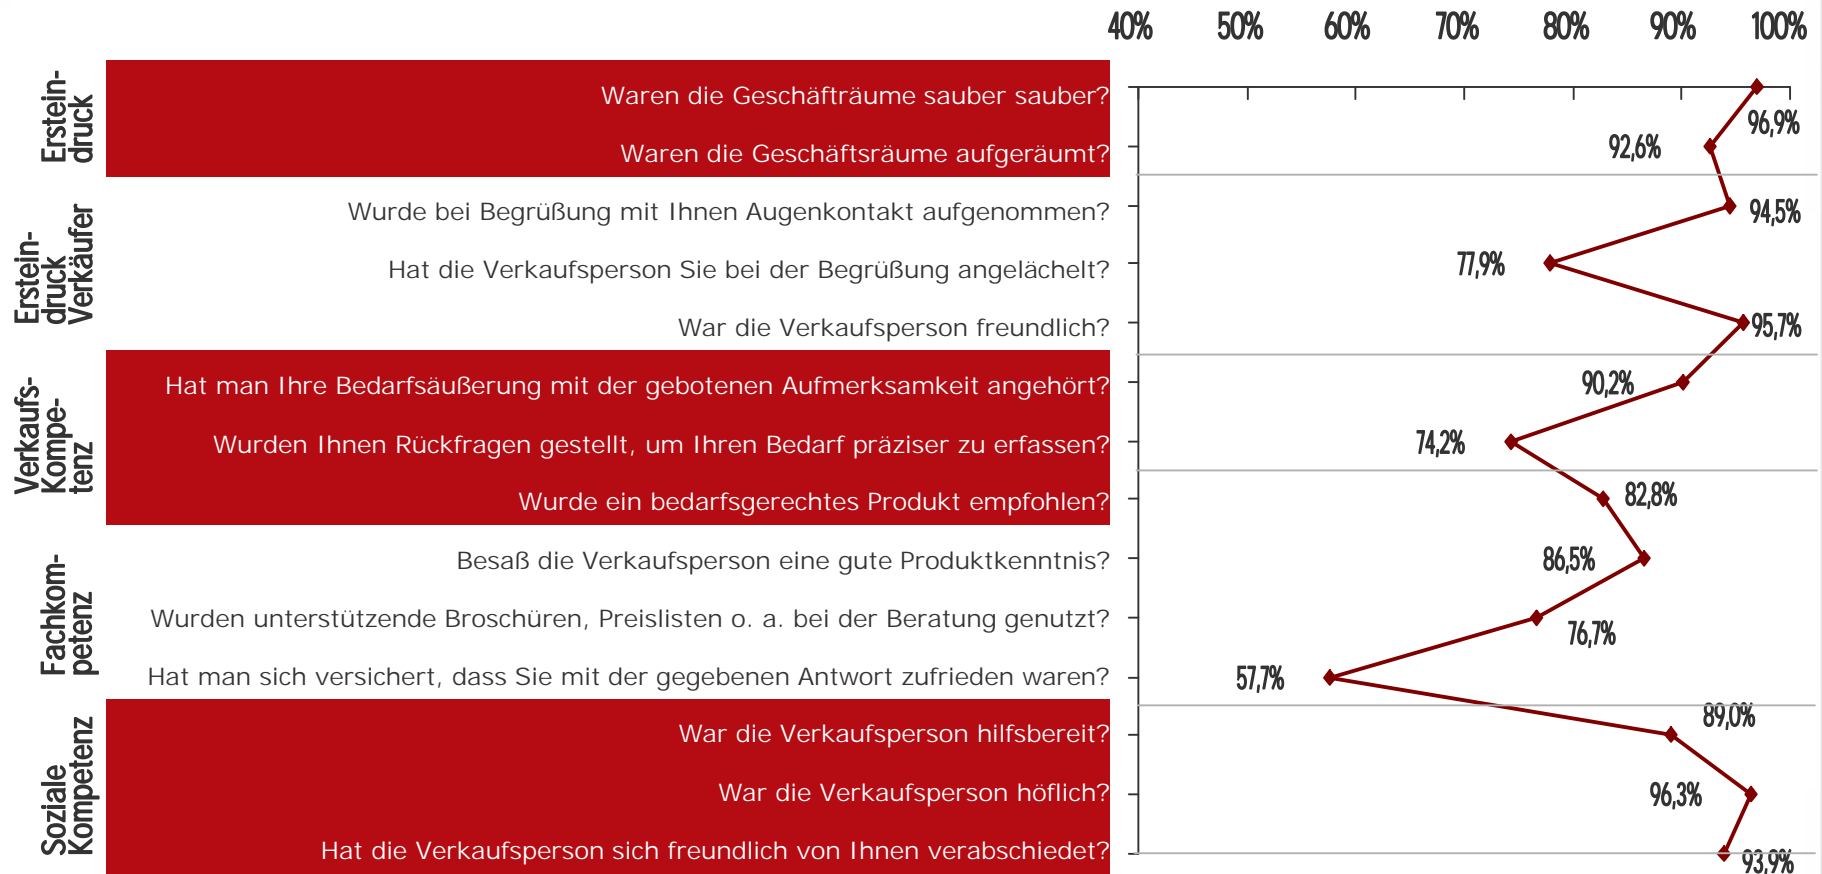 40% 50% 60% 70% 80% 90% 100%
Erstein-
druck
Waren die Geschäfträume sauber sauber?
96,9%
Waren die Geschäftsräume aufgeräumt?
92,6%
Erstein-
druck
Verkäufer
Wurde bei Begrüßung mit Ihnen Augenkontakt aufgenommen?
94,5%
Hat die Verkaufsperson Sie bei der Begrüßung angelächelt?
77,9%
War die Verkaufsperson freundlich?
95,7%
Verkaufs-
Kompe-
tenz
Hat man Ihre Bedarfsäußerung mit der gebotenen Aufmerksamkeit angehört?
90,2%
Wurden Ihnen Rückfragen gestellt, um Ihren Bedarf präziser zu erfassen?
74,2%
Wurde ein bedarfsgerechtes Produkt empfohlen?
82,8%
Fachkom-
petenz
Besaß die Verkaufsperson eine gute Produktkenntnis?
86,5%
Wurden unterstützende Broschüren, Preislisten o. a. bei der Beratung genutzt?
76,7%
Hat man sich versichert, dass Sie mit der gegebenen Antwort zufrieden waren?
57,7%
Soziale
Kompetenz
War die Verkaufsperson hilfsbereit?
89,0%
War die Verkaufsperson höflich?
96,3%
Hat die Verkaufsperson sich freundlich von Ihnen verabschiedet?
93,9%